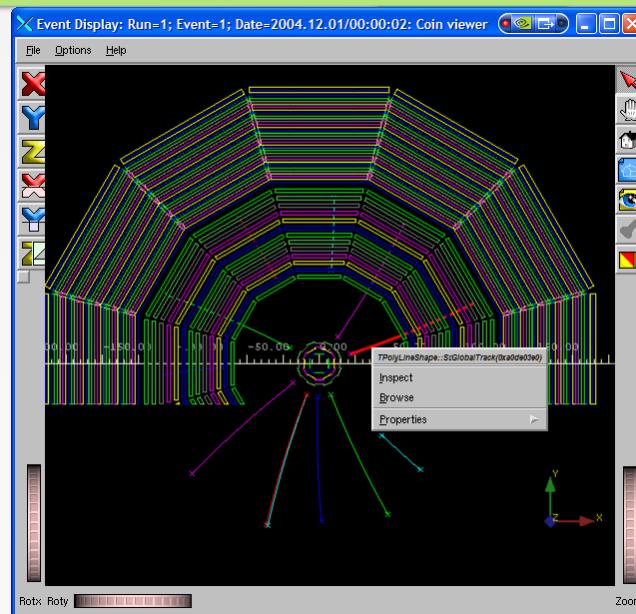 Event Display: Run=1; Event=1; Date=2004.12.01/00:00:02: Coin viewer
File Options Help
X
Y
Z
-50.00 0.00
TPolyLineShape::StGlobalTrack(0xa0de03e0)
Inspect
Browse
Properties
Y
Z X
Rotx Roty Zoom